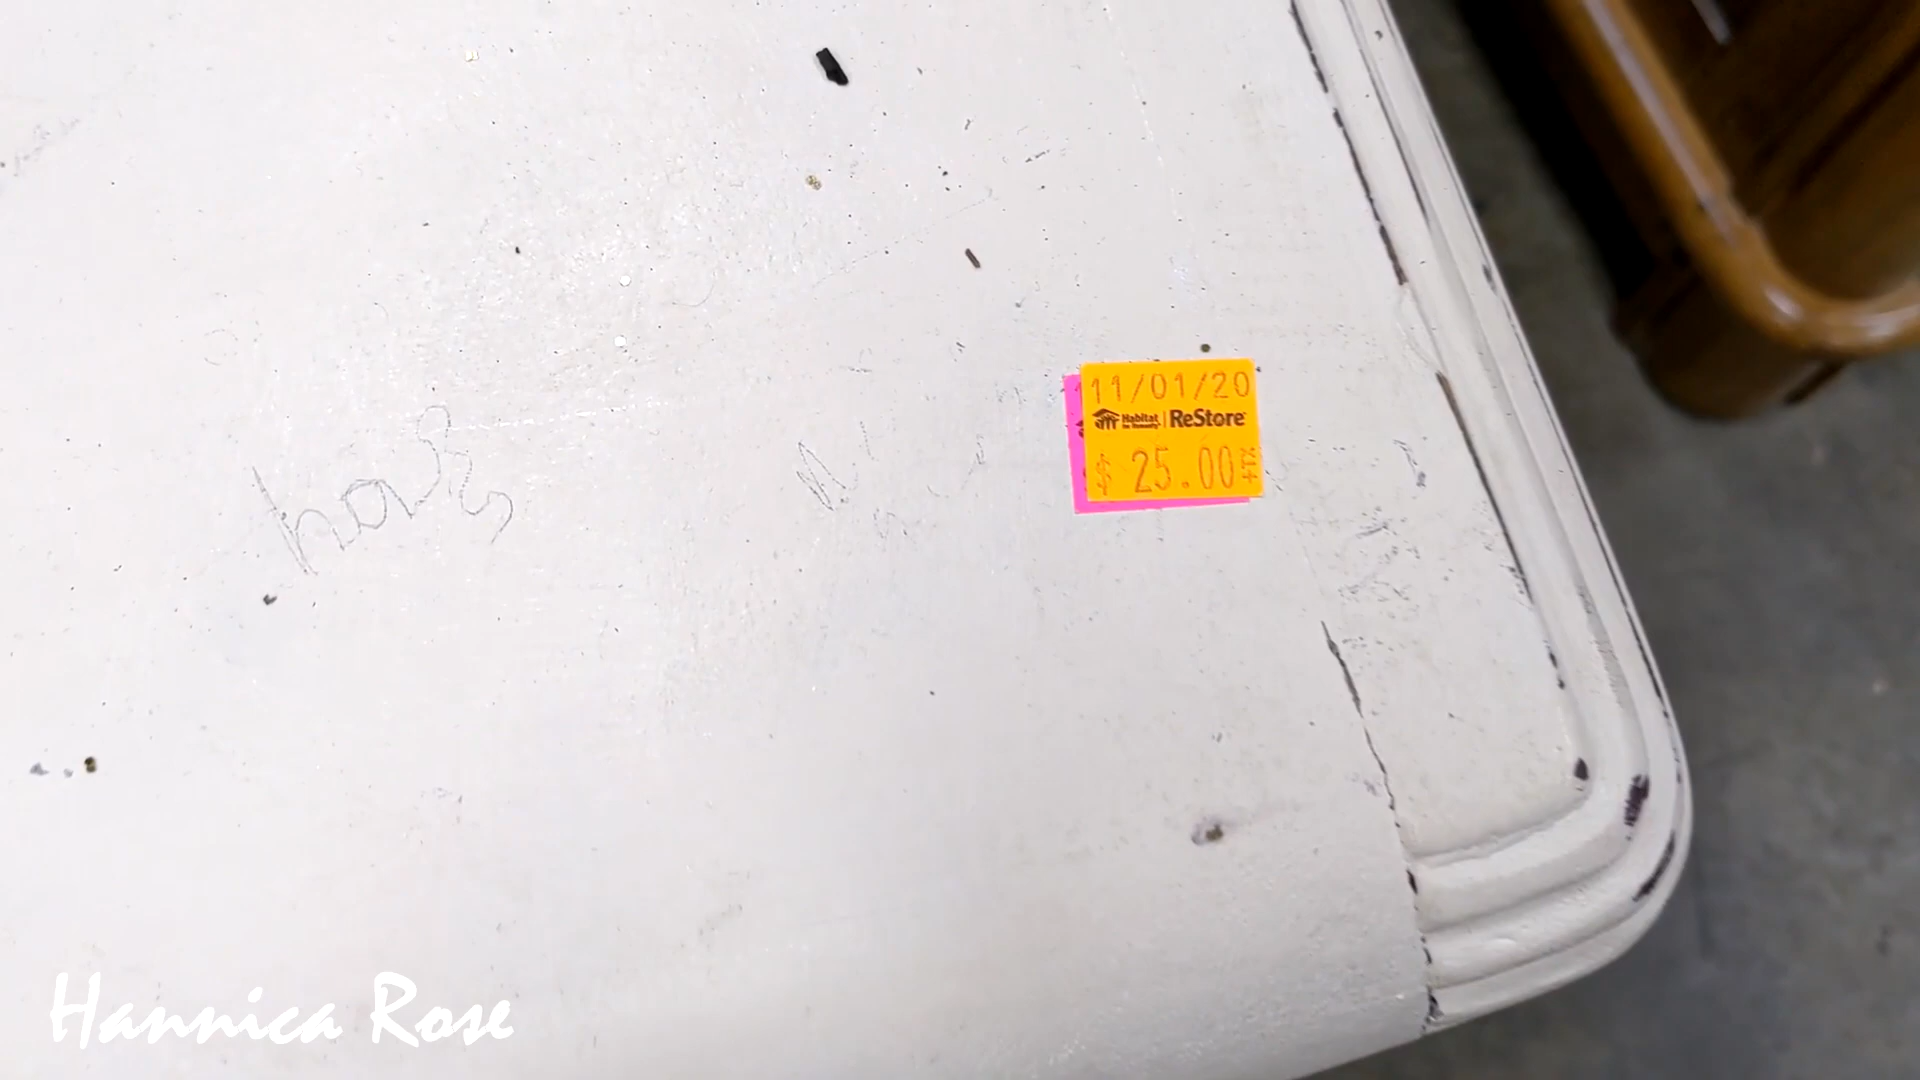 11/01/20
Habitat for Humanity | ReStore
$ 25.00
Hannica Rose